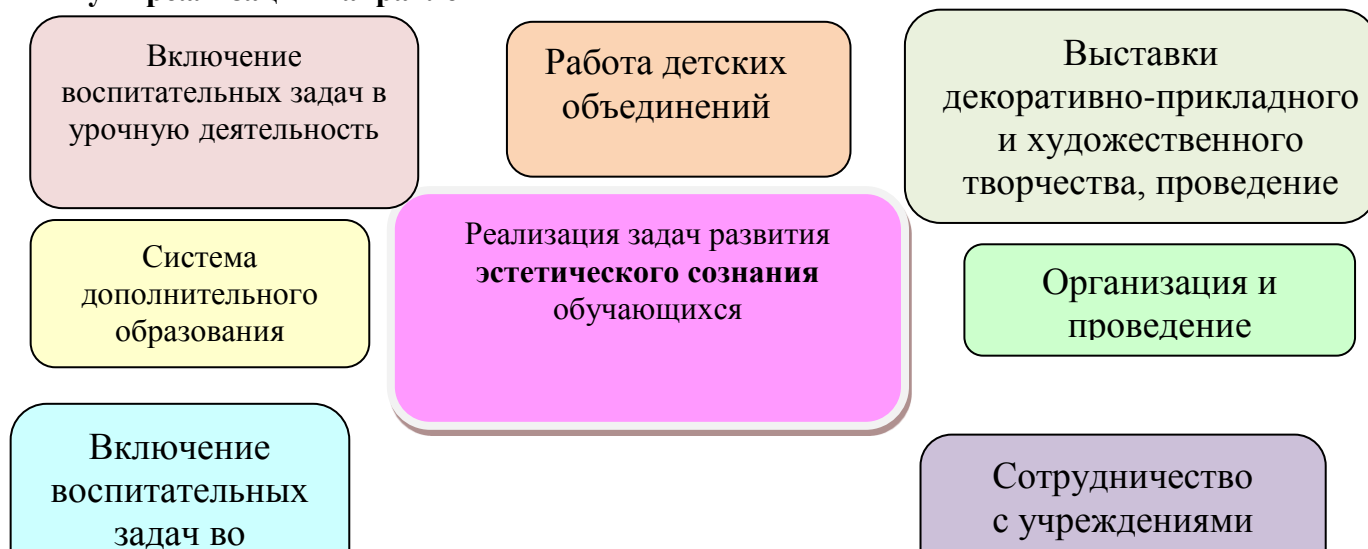 Включение
воспитательных задач в
урочную деятельность
Работа детских
объединений
Выставки
декоративно-прикладного
и художественного
творчества, проведение
Реализация задач развития
эстетического сознания
обучающихся
Система
дополнительного
образования
Организация и
проведение
Включение
воспитательных
задач во
Сотрудничество
с учреждениями